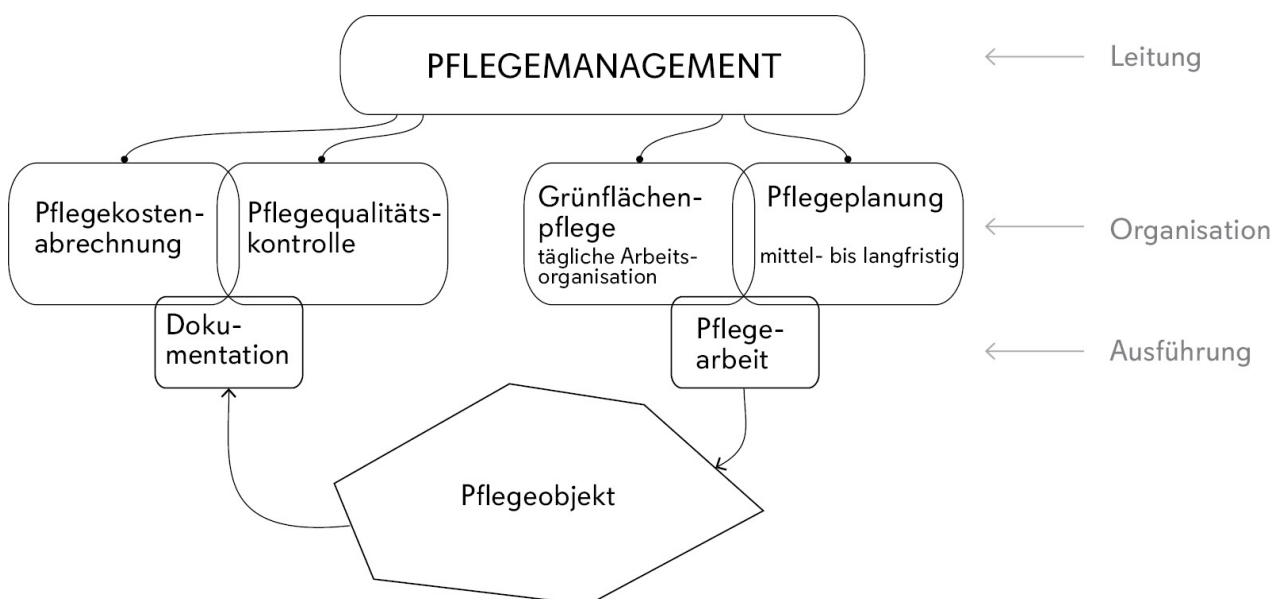 PFLEGEMANAGEMENT
Leitung
Pflegekosten-
abrechnung
Pflegequalitäts-
kontrolle
Grünflächen-
pflege
tägliche Arbeits-
organisation
Pflegeplanung
mittel- bis langfristig
Organisation
Doku-
mentation
Pflege-
arbeit
Ausführung
Pflegeobjekt